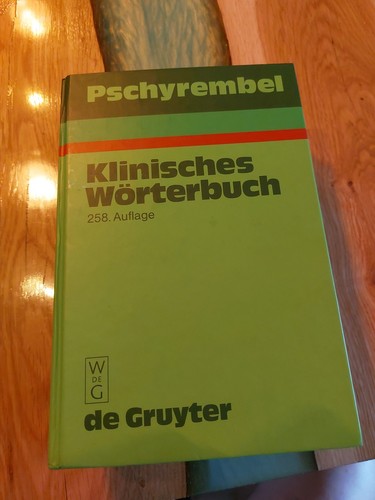 Pschyrembel
Klinisches
Wörterbuch
258. Auflage
W
DE
G
de Gruyter